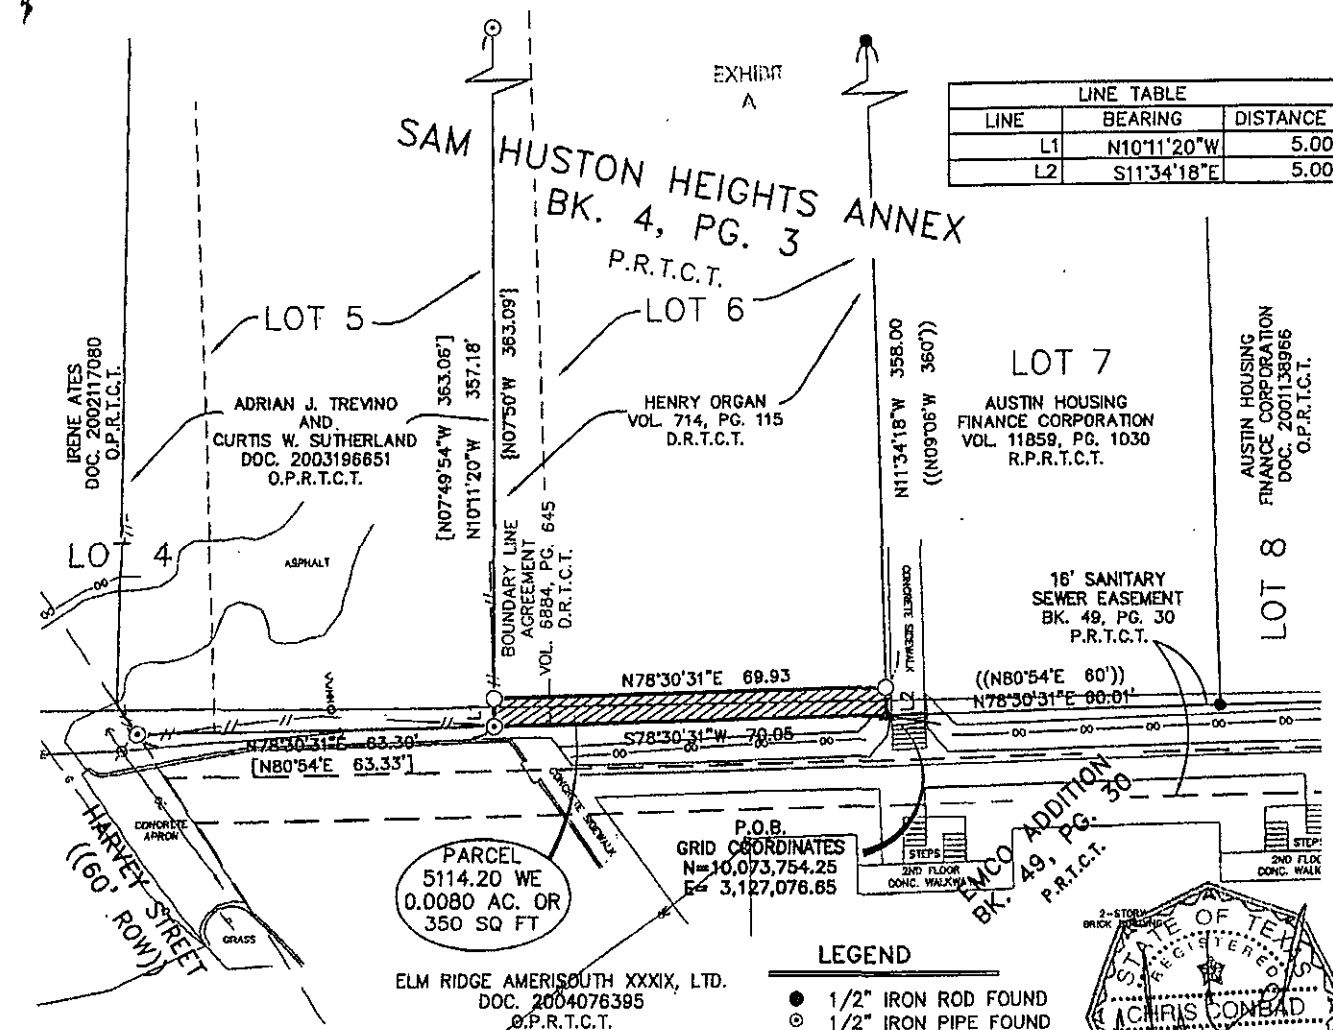 EXHIBIT
A
LINE TABLE
LINE BEARING DISTANCE
L1 N10°11'20"W 5.00
L2 S11°34'18"E 5.00
SAM HUSTON HEIGHTS ANNEX
BK. 4, PG. 3
P.R.T.C.T.
LOT 5
LOT 6
LOT 7
IRENE ATES
DOC. 2002117080
O.P.R.T.C.T.
ADRIAN J. TREVINO
AND
CURTIS W. SUTHERLAND
DOC. 2003196651
O.P.R.T.C.T.
[N07°49'54"W 363.06']
N10°11'20"W 357.18'
[N07°50'W 363.09']
HENRY ORGAN
VOL. 714, PG. 115
D.R.T.C.T.
N11°34'18"W 358.00
((N09°06'W 360'))
AUSTIN HOUSING
FINANCE CORPORATION
VOL. 11859, PG. 1030
R.P.R.T.C.T.
AUSTIN HOUSING
FINANCE CORPORATION
DOC. 2001138966
O.P.R.T.C.T.
LOT 8
LOT 4
ASPHALT
BOUNDARY LINE
AGREEMENT
VOL. 6884, PG. 645
D.R.T.C.T.
CONCRETE SIDEWALK
16' SANITARY
SEWER EASEMENT
BK. 49, PG. 30
P.R.T.C.T.
N78°30'31"E 69.93
L2
((N80°54'E 60'))
N78°30'31"E 60.01'
N78°30'31"E 63.30'
[N80°54'E 63.33']
S78°30'31"W 70.05
CONCRETE SIDEWALK
HARVEY STREET
((60' ROW))
CONCRETE
APRON
GRASS
PARCEL
5114.20 WE
0.0080 AC. OR
350 SQ FT
P.O.B.
GRID COORDINATES
N=10,073,754.25
E= 3,127,076.65
STEPS
2ND FLOOR
CONC. WALKWA
EMCO ADDITION
BK. 49, PG. 30
P.R.T.C.T.
STEPS
2ND FLO
CONC. WALK
2-STORY
BRICK
ELM RIDGE AMERISOUTH XXXIX, LTD.
DOC. 2004076395
O.P.R.T.C.T.
LEGEND
1/2" IRON ROD FOUND
1/2" IRON PIPE FOUND
STATE OF TEXAS
REGISTERED
CHRIS CONRAD